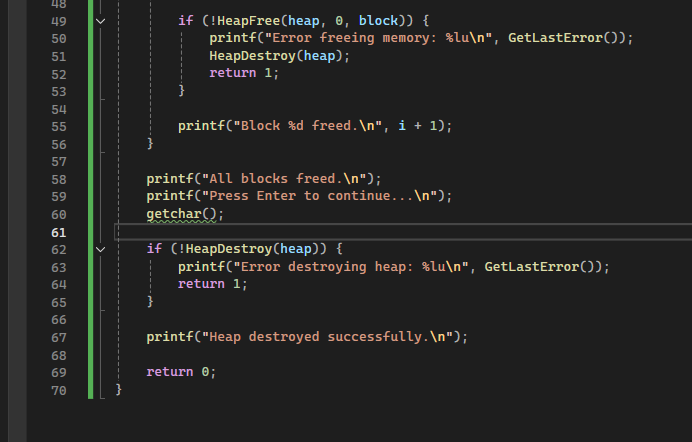 48
49 if (!HeapFree(heap, 0, block)) {
50 printf("Error freeing memory: %lu\n", GetLastError());
51 HeapDestroy(heap);
52 return 1;
53 }
54
55 printf("Block %d freed.\n", i + 1);
56 }
57
58 printf("All blocks freed.\n");
59 printf("Press Enter to continue...\n");
60 getchar();
61
62 if (!HeapDestroy(heap)) {
63 printf("Error destroying heap: %lu\n", GetLastError());
64 return 1;
65 }
66
67 printf("Heap destroyed successfully.\n");
68
69 return 0;
70 }